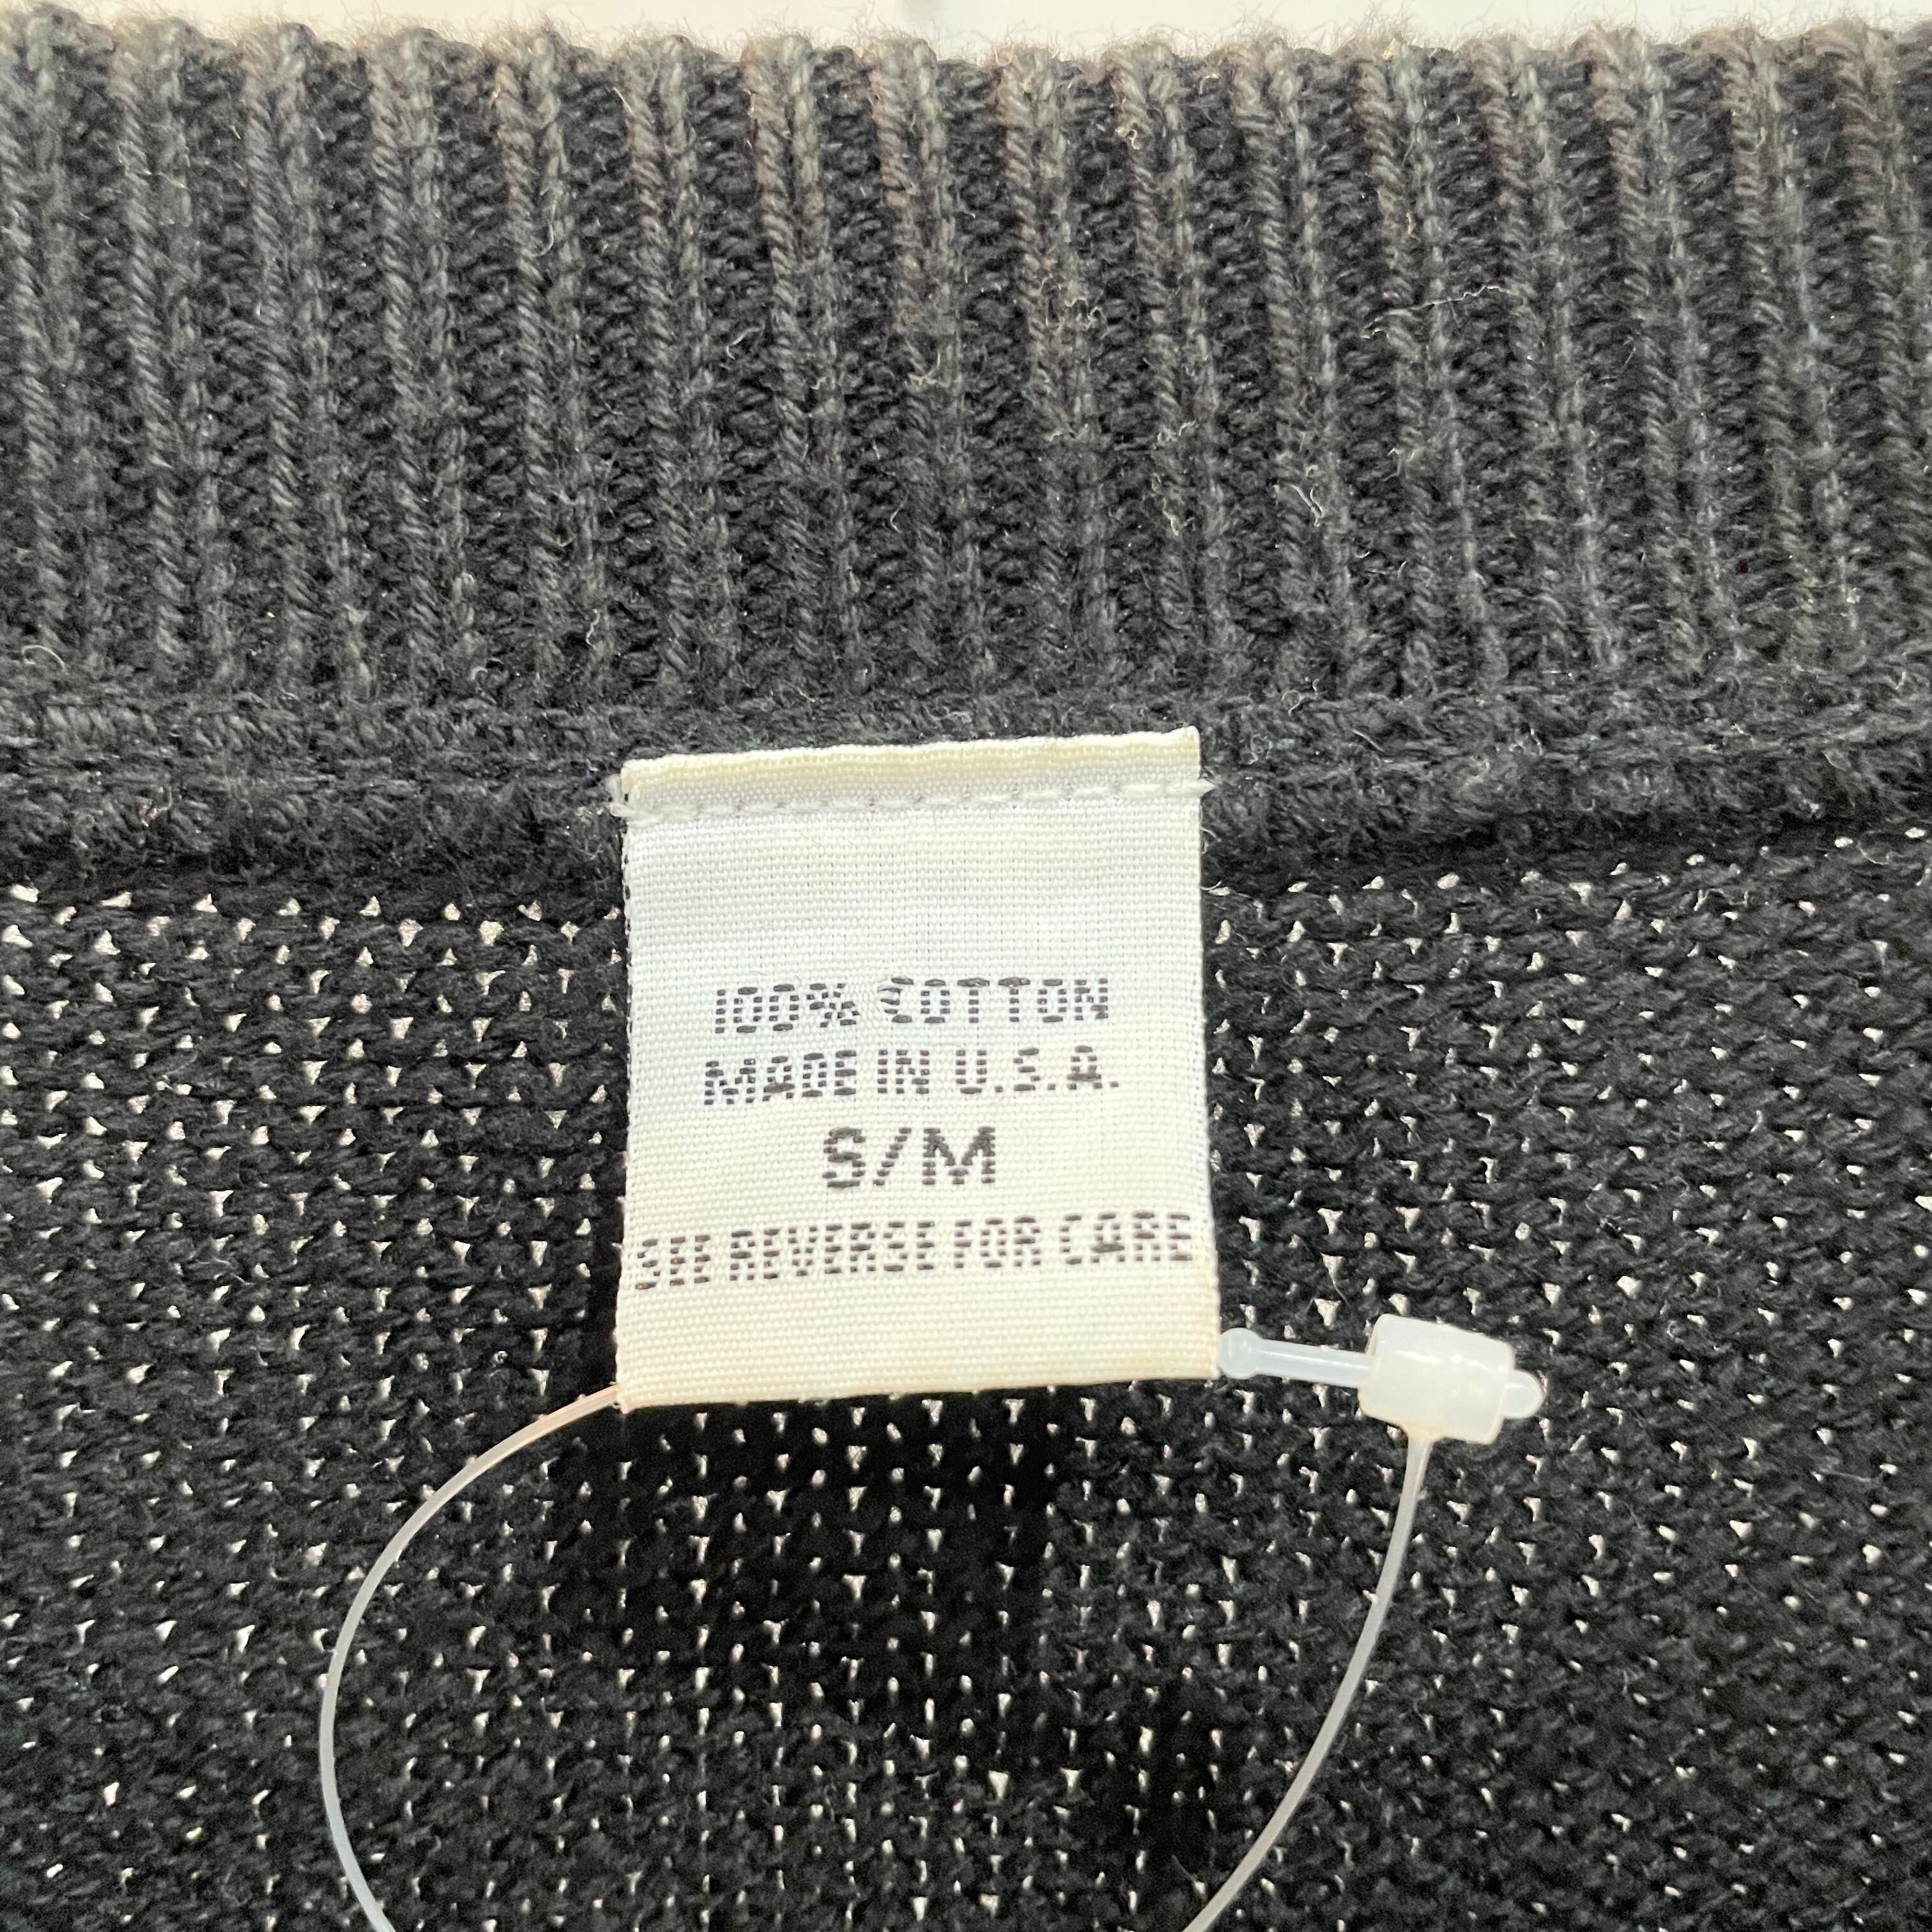 100% COTTON
MADE IN U.S.A.
S/M
SEE REVERSE FOR CARE